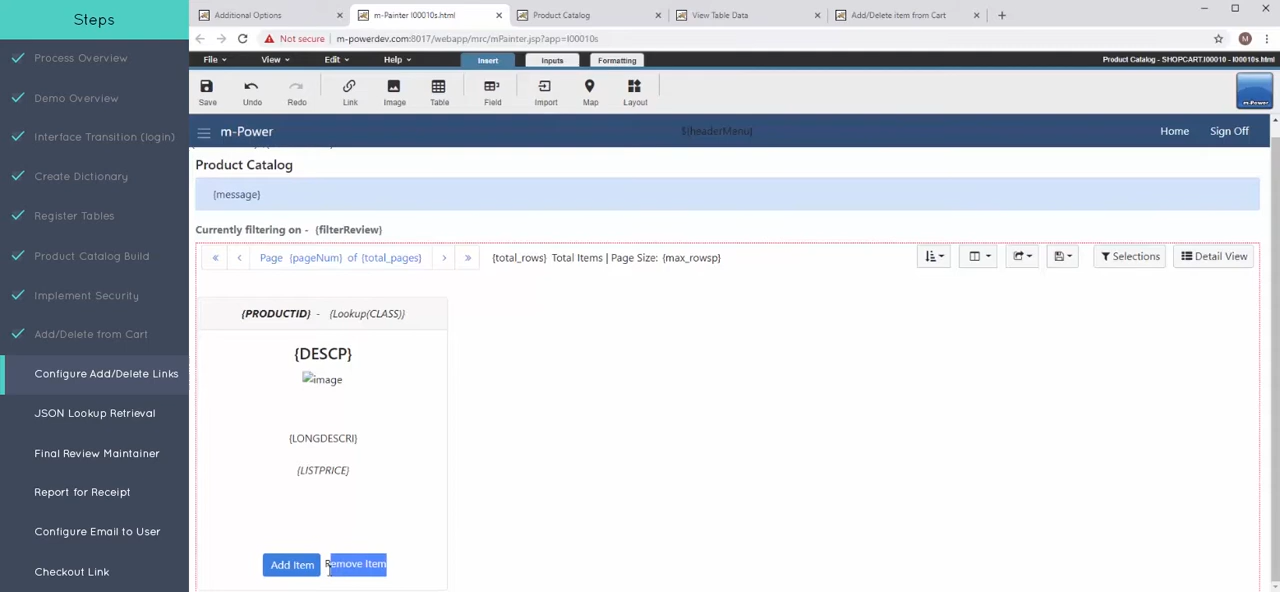 Steps
Process Overview
Demo Overview
Interface Transition (login)
Create Dictionary
Register Tables
Product Catalog Build
Implement Security
Add/Delete from Cart
Configure Add/Delete Links
JSON Lookup Retrieval
Final Review Maintainer
Report for Receipt
Configure Email to User
Checkout Link
Additional Options
m-Painter I00010s.html
Product Catalog
View Table Data
Add/Delete item from Cart
Not secure
m-powerdev.com:8017/webapp/mrc/mPainter.jsp?app=I00010s
M
File View Edit Help Insert Inputs Formatting
Product Catalog - SHOPCART.I00010 - I00010s.html
Save Undo Redo Link Image Table Field Import Map Layout
m-Power
m-Power
${headerMenu}
Home Sign Off
Product Catalog
{message}
Currently filtering on - {filterReview}
« ‹ Page {pageNum} of {total_pages} › »
{total_rows} Total Items | Page Size: {max_rowsp}
Selections Detail View
{PRODUCTID} - {Lookup(CLASS)}
{DESCP}
image
{LONGDESCRI}
{LISTPRICE}
Add Item Remove Item